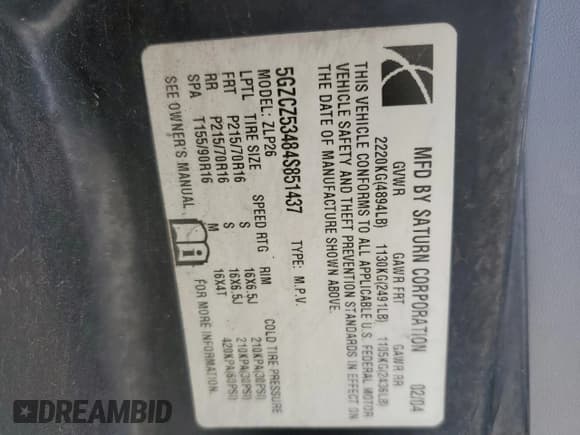 MFD BY SATURN CORPORATION 02/04
GVWR GAWR FRT GAWR RR
2220KG(4894LB) 1130KG(2491LB) 1105KG(2436LB)
THIS VEHICLE CONFORMS TO ALL APPLICABLE U.S. FEDERAL MOTOR
VEHICLE SAFETY AND THEFT PREVENTION STANDARDS IN EFFECT ON
THE DATE OF MANUFACTURE SHOWN ABOVE.
5GZCZ53484S851437 TYPE: M.P.V.
MODEL: ZLP26
LPTL TIRE SIZE SPEED RTG RIM COLD TIRE PRESSURE
FRT P215/70R16 S 16X6.5J 210KPA(30PSI)
RR P215/70R16 S 16X6.5J 210KPA(30PSI)
SPA T155/90R16 M 16X4T 420KPA(60PSI)
SEE OWNER'S MANUAL i FOR MORE INFORMATION.
DREAMBID